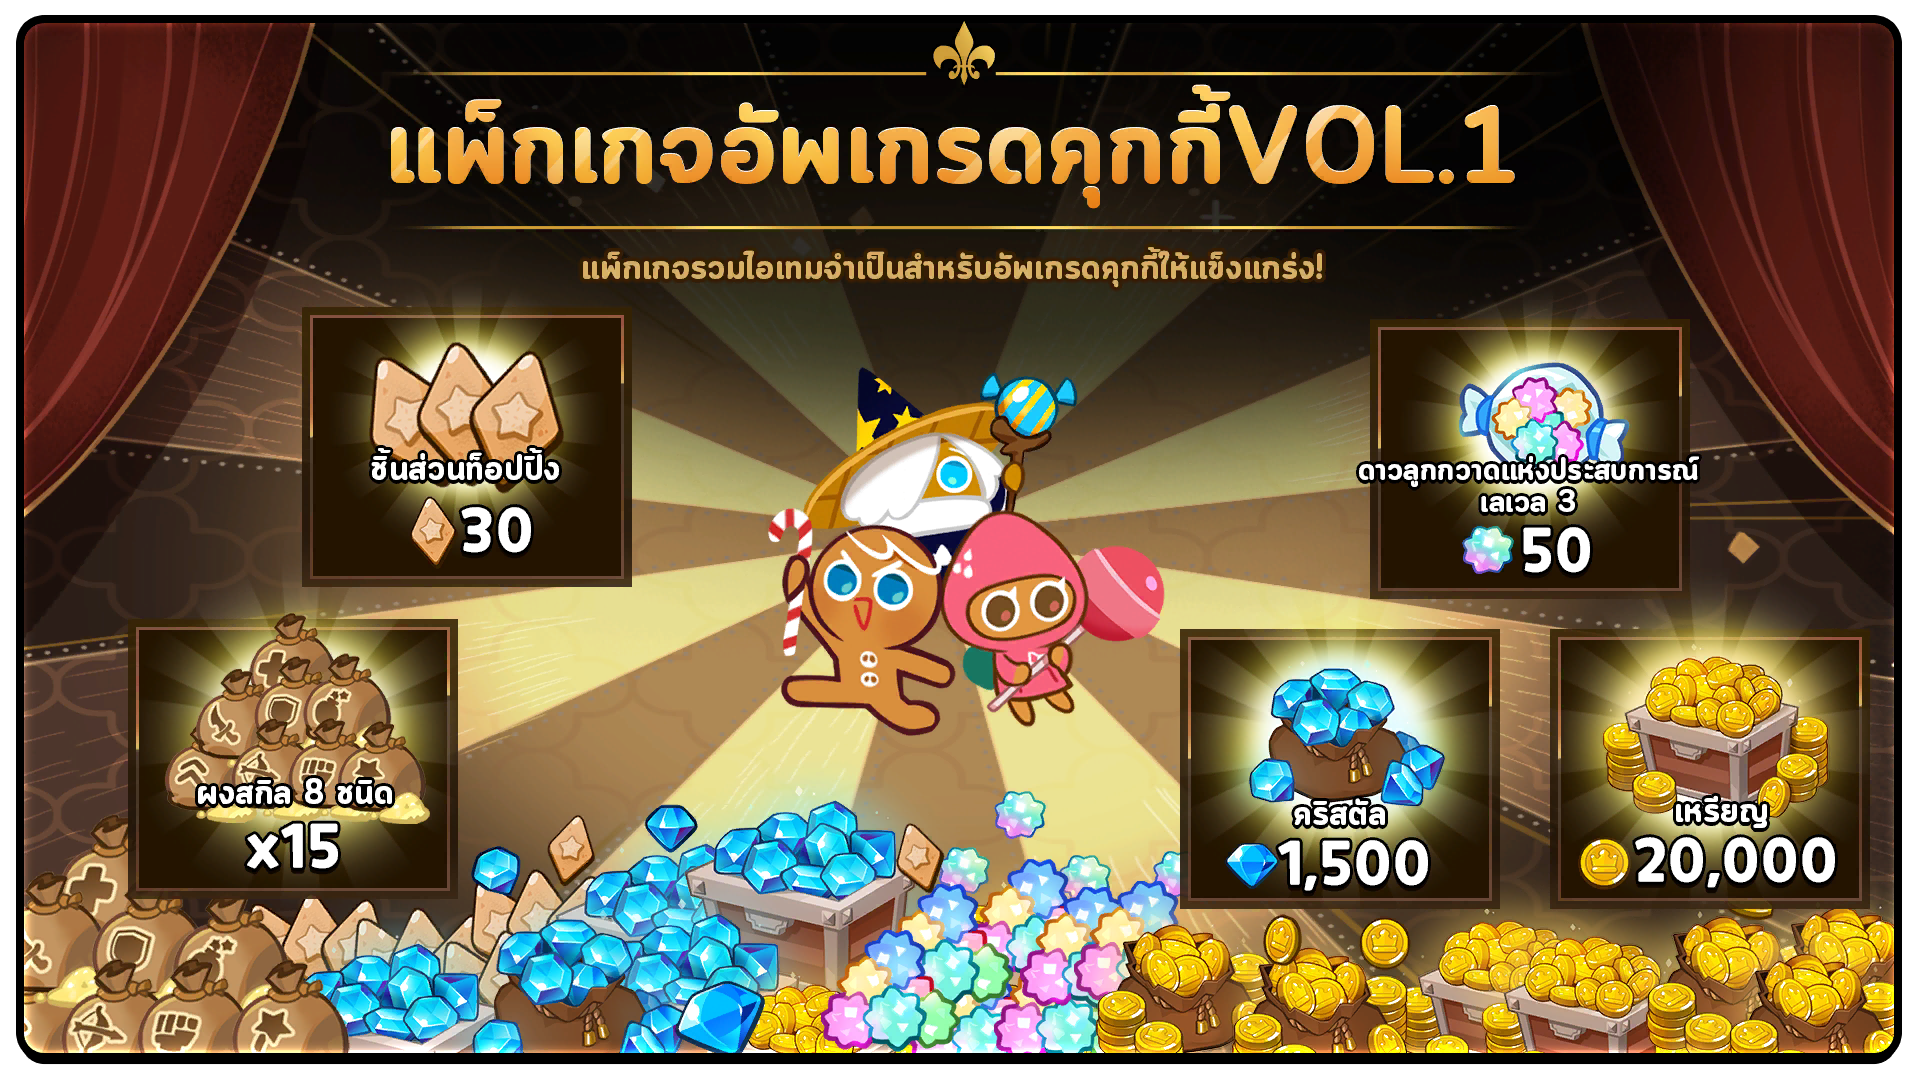 แพ็กเกจอัพเกรดคุกกี้VOL.1
แพ็กเกจรวมไอเทมจำเป็นสำหรับอัพเกรดคุกกี้ให้แข็งแกร่ง!
ชิ้นส่วนท็อปปิ้ง
30
ดาวลูกกวาดแห่งประสบการณ์
เลเวล 3
50
ผงสกิล 8 ชนิด
x15
คริสตัล
1,500
เหรียญ
20,000